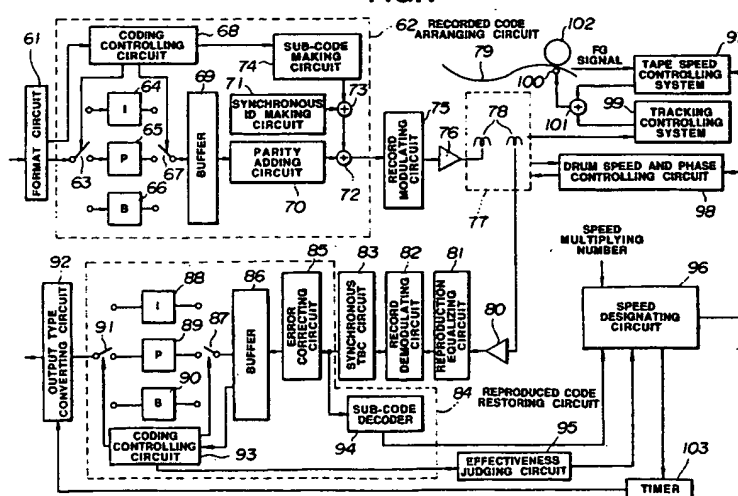 102
RECORDED CODE
ARRANGING CIRCUIT
62
61
CODING
CONTROLLING
CIRCUIT
68
SUB-CODE
MAKING
CIRCUIT
74
79
FG
SIGNAL
100
TAPE SPEED
CONTROLLING
SYSTEM
FORMAT CIRCUIT
64
I
69
71
SYNCHRONOUS
ID MAKING
CIRCUIT
73
75
78
101
99
TRACKING
CONTROLLING
SYSTEM
65
P
63
67
BUFFER
PARITY
ADDING
CIRCUIT
70
72
RECORD
MODULATING
CIRCUIT
76
77
DRUM SPEED AND PHASE
CONTROLLING CIRCUIT
98
66
B
SPEED
MULTIPLYING
NUMBER
92
88
I
86
85
83
82
81
96
OUTPUT TYPE
CONVERTING CIRCUIT
91
89
P
87
BUFFER
ERROR
CORRECTING
CIRCUIT
SYNCHRONOUS
TBC CIRCUIT
RECORD
DEMODULATING
CIRCUIT
REPRODUCTION
EQUALIZING
CIRCUIT
80
SPEED
DESIGNATING
CIRCUIT
90
B
84
REPRODUCED CODE
RESTORING CIRCUIT
SUB-CODE
DECODER
94
95
CODING
CONTROLLING
CIRCUIT
93
EFFECTIVENESS
JUDGING CIRCUIT
103
TIMER